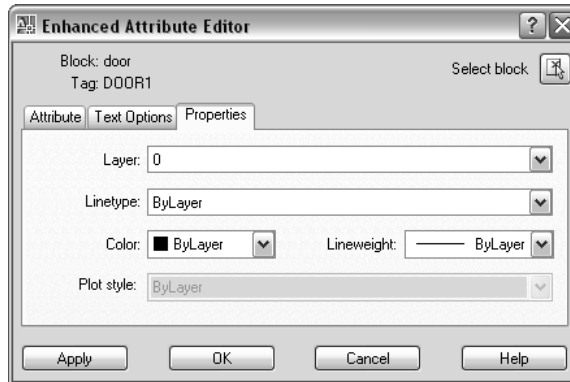 Enhanced Attribute Editor
Block: door
Select block
Tag: DOOR1
Attribute Text Options Properties
Layer: 0
Linetype: ByLayer
Color: ByLayer Lineweight: ByLayer
Plot style: ByLayer
Apply OK Cancel Help